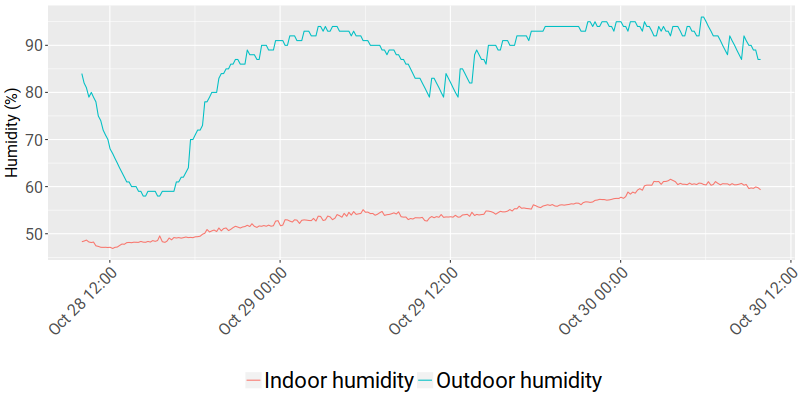 Humidity (%)
90
80
70
60
50
Oct 28 12:00
Oct 29 00:00
Oct 29 12:00
Oct 30 00:00
Oct 30 12:00
Indoor humidity Outdoor humidity